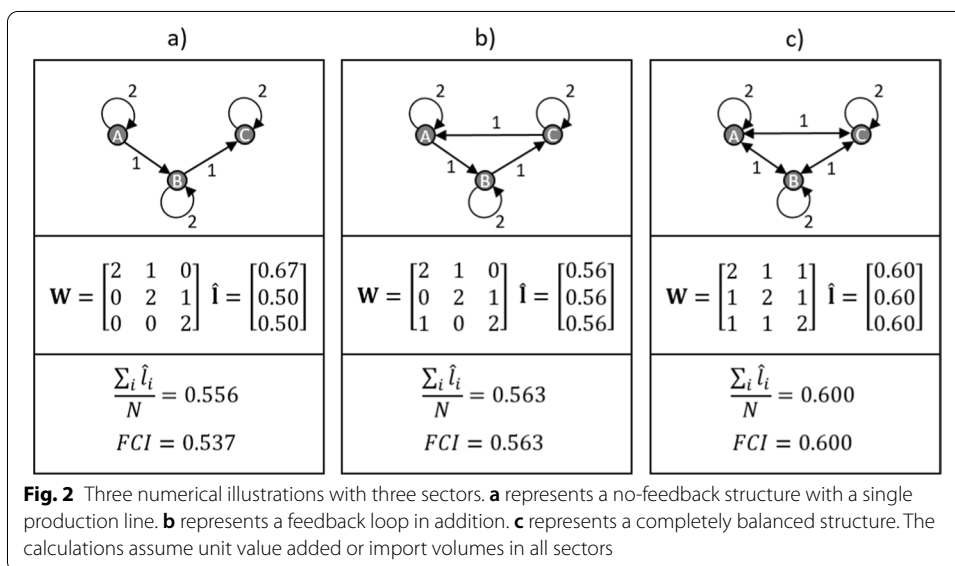 a)
b)
c)
2
2
A
C
1
1
B
2
2
2
1
A
C
1
1
B
2
2
2
1
A
C
1
1
B
2
W = [2 1 0
0 2 1
0 0 2] Î = [0.67
0.50
0.50]
W = [2 1 0
0 2 1
1 0 2] Î = [0.56
0.56
0.56]
W = [2 1 1
1 2 1
1 1 2] Î = [0.60
0.60
0.60]
Σᵢ l̂ᵢ / N = 0.556
FCI = 0.537
Σᵢ l̂ᵢ / N = 0.563
FCI = 0.563
Σᵢ l̂ᵢ / N = 0.600
FCI = 0.600
Fig. 2 Three numerical illustrations with three sectors. a represents a no-feedback structure with a single
production line. b represents a feedback loop in addition. c represents a completely balanced structure. The
calculations assume unit value added or import volumes in all sectors